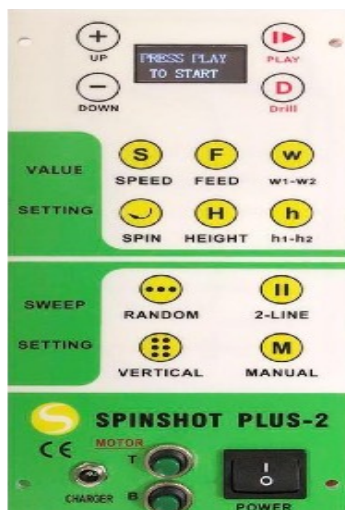 + UP
PRESS PLAY
TO START
PLAY
− DOWN
D
Drill
VALUE
SETTING
S F w
SPEED FEED w1-w2
H h
SPIN HEIGHT h1-h2
SWEEP
SETTING
II
RANDOM 2-LINE
M
VERTICAL MANUAL
S SPINSHOT PLUS-2
CE MOTOR
T
I
O
CHARGER B POWER